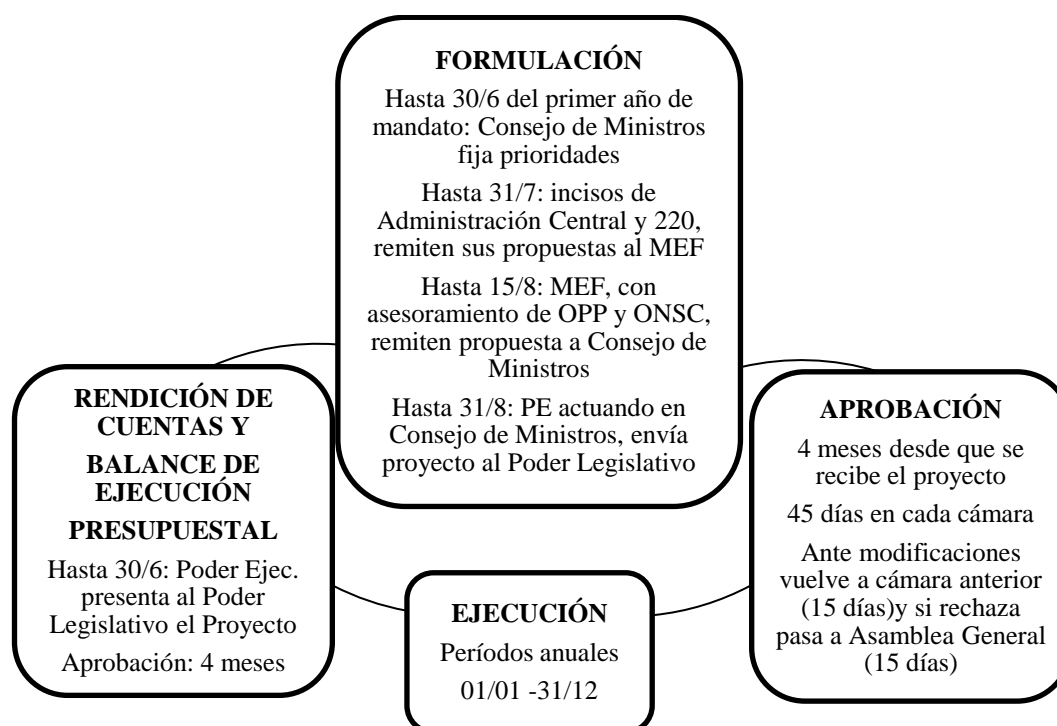 FORMULACIÓN
Hasta 30/6 del primer año de
mandato: Consejo de Ministros
fija prioridades
Hasta 31/7: incisos de
Administración Central y 220,
remiten sus propuestas al MEF
Hasta 15/8: MEF, con
asesoramiento de OPP y ONSC,
remiten propuesta a Consejo de
Ministros
Hasta 31/8: PE actuando en
Consejo de Ministros, envía
proyecto al Poder Legislativo
APROBACIÓN
4 meses desde que se
recibe el proyecto
45 días en cada cámara
Ante modificaciones
vuelve a cámara anterior
(15 días)y si rechaza
pasa a Asamblea General
(15 días)
EJECUCIÓN
Períodos anuales
01/01 -31/12
RENDICIÓN DE
CUENTAS Y
BALANCE DE
EJECUCIÓN
PRESUPUESTAL
Hasta 30/6: Poder Ejec.
presenta al Poder
Legislativo el Proyecto
Aprobación: 4 meses